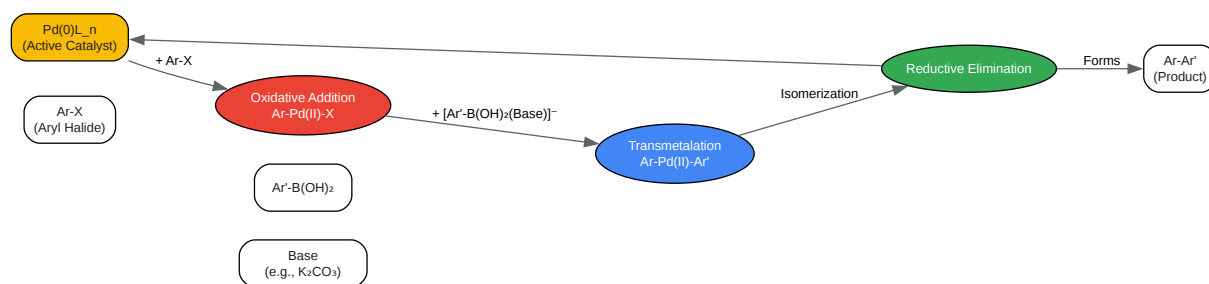 Pd(0)L_n
(Active Catalyst)
+ Ar-X
Ar-X
(Aryl Halide)
Oxidative Addition
Ar-Pd(II)-X
+ [Ar'-B(OH)₂(Base)]⁻
Ar'-B(OH)₂
Base
(e.g., K₂CO₃)
Transmetalation
Ar-Pd(II)-Ar'
Isomerization
Reductive Elimination
Forms
Ar-Ar'
(Product)